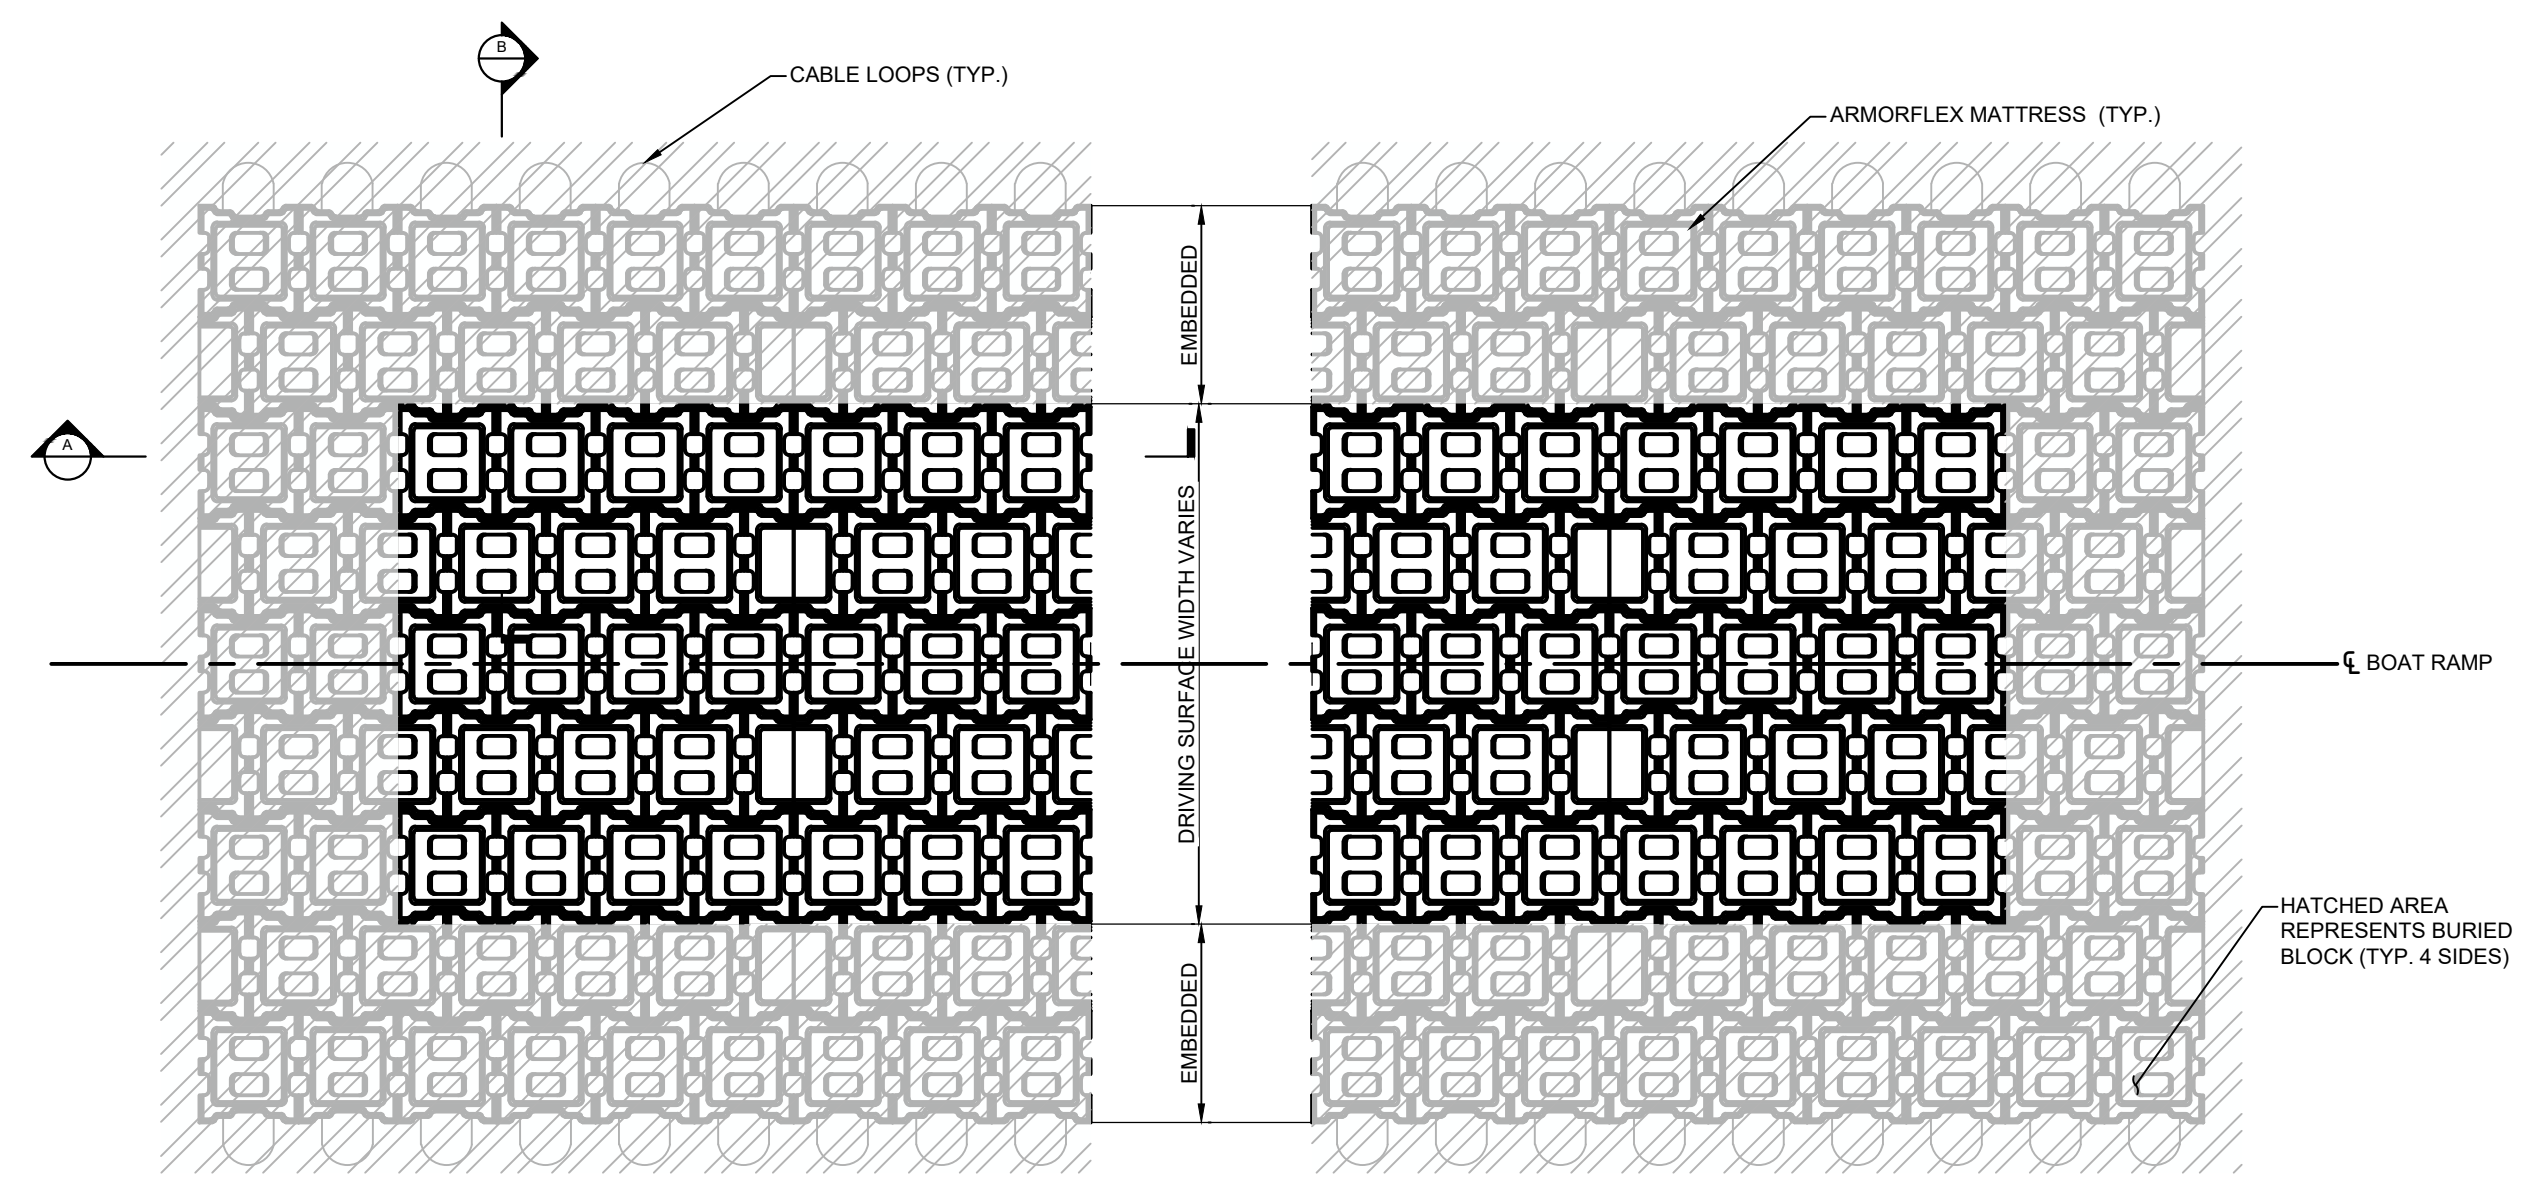 B
CABLE LOOPS (TYP.)
ARMORFLEX MATTRESS (TYP.)
EMBEDDED
A
DRIVING SURFACE WIDTH VARIES
℄ BOAT RAMP
HATCHED AREA
REPRESENTS BURIED
BLOCK (TYP. 4 SIDES)
EMBEDDED